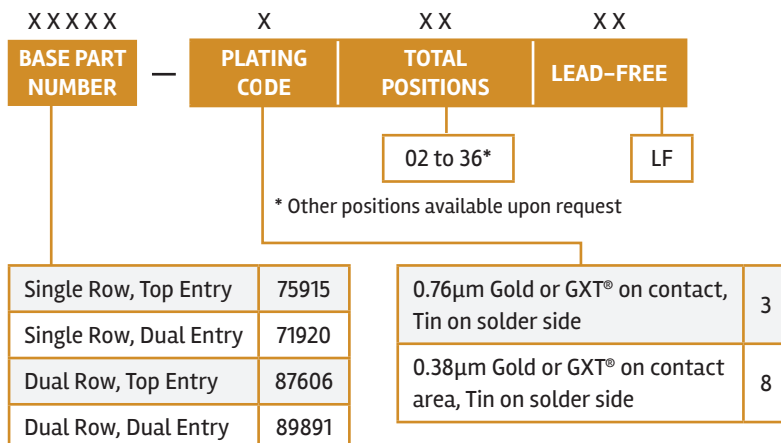 XXXXX X XX XX
BASE PART NUMBER — PLATING CODE TOTAL POSITIONS LEAD-FREE
02 to 36* LF
* Other positions available upon request
Single Row, Top Entry 75915
Single Row, Dual Entry 71920
Dual Row, Top Entry 87606
Dual Row, Dual Entry 89891
0.76µm Gold or GXT® on contact,
Tin on solder side 3
0.38µm Gold or GXT® on contact
area, Tin on solder side 8